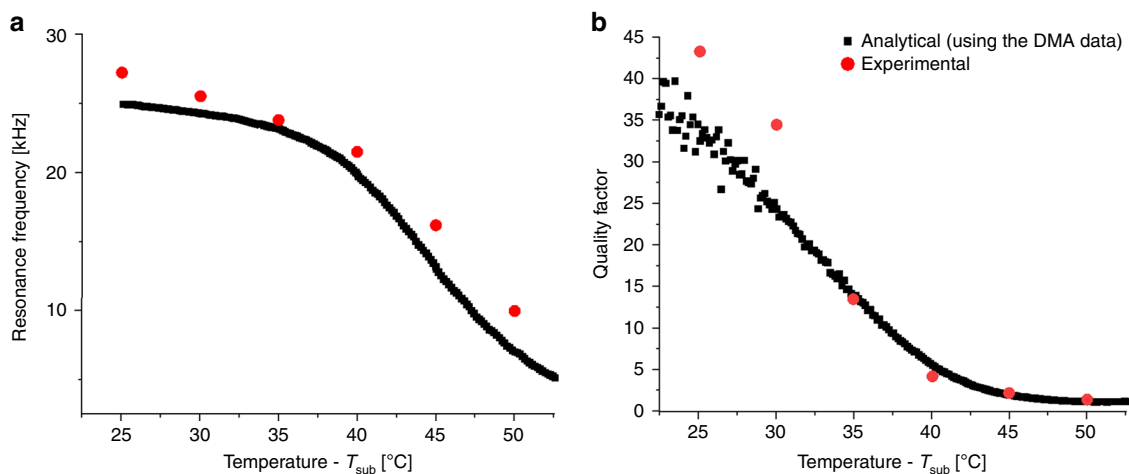 a
Resonance frequency [kHz]
30
20
10
25 30 35 40 45 50
Temperature - Tsub [°C]
b
Analytical (using the DMA data)
Experimental
Quality factor
45
40
35
30
25
20
15
10
5
0
25 30 35 40 45 50
Temperature - Tsub [°C]